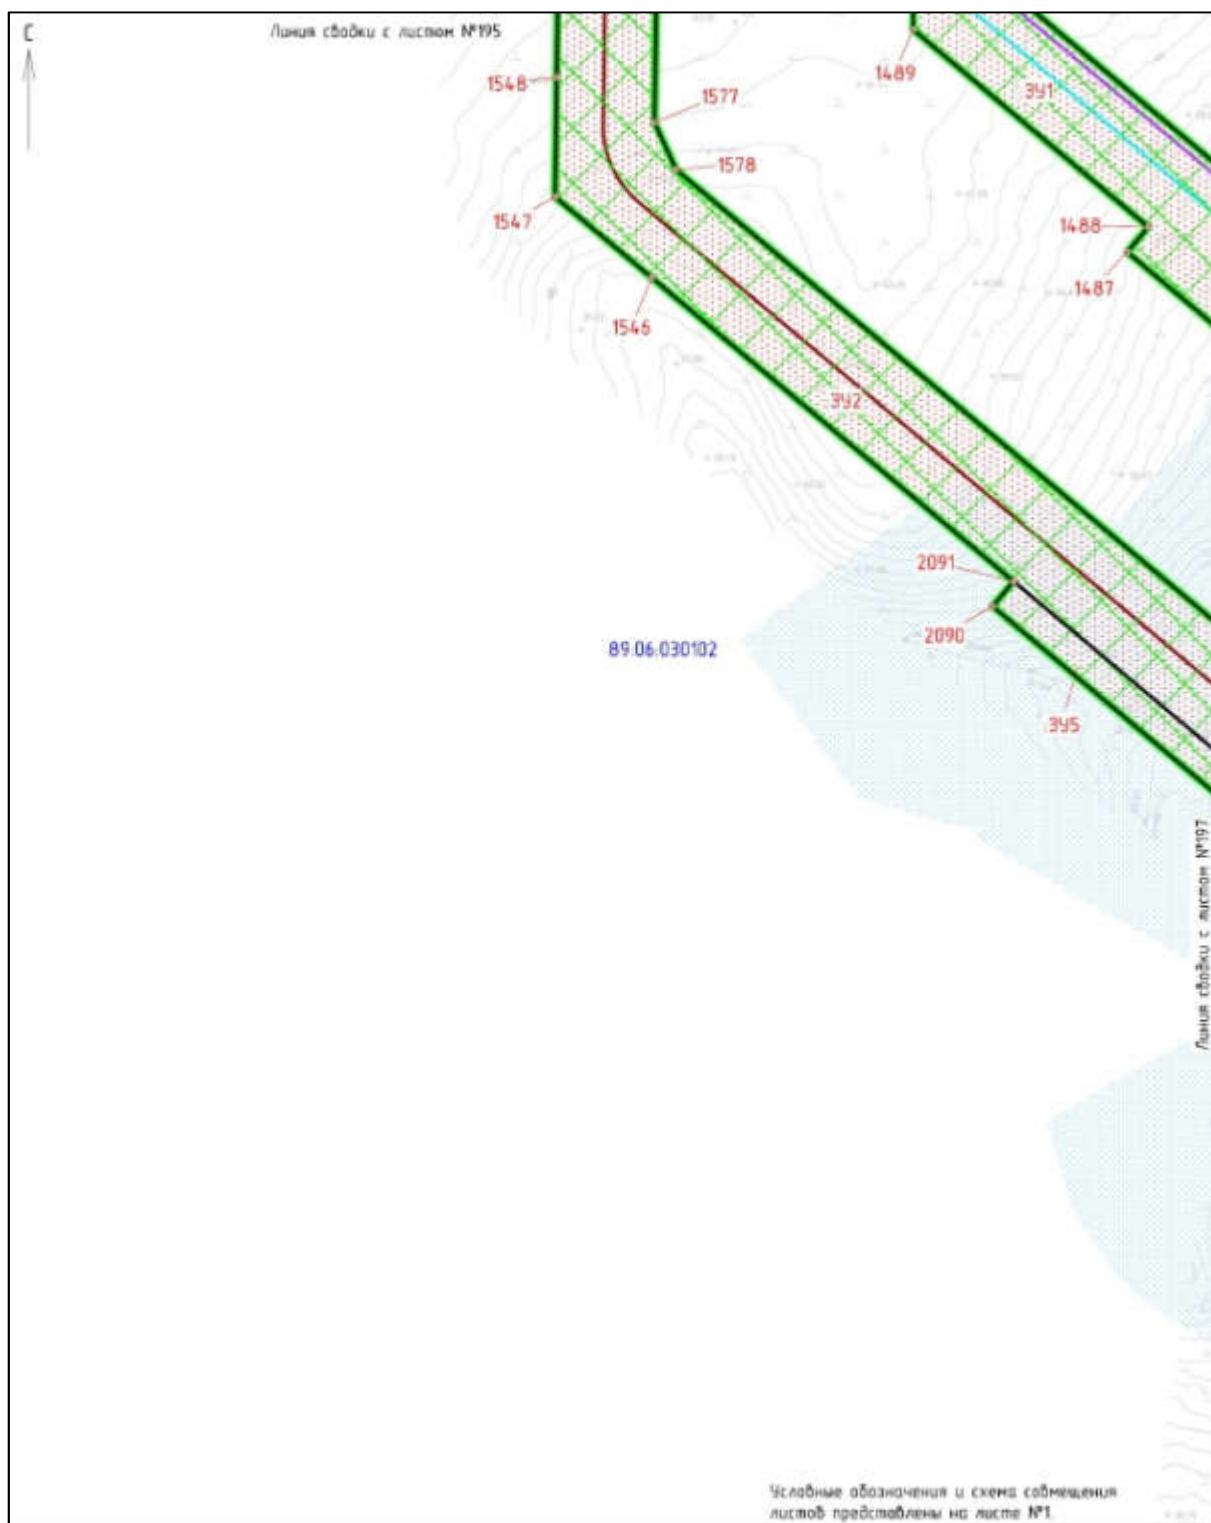 С
Линия сводки с листом №195
1548
1577
1489
ЗУ1
1578
1547
1488
1487
1546
ЗУ2
2091
2090
89:06:030102
ЗУ5
Линия сводки с листом №197
Условные обозначения и схема совмещения
листов представлены на листе №1.